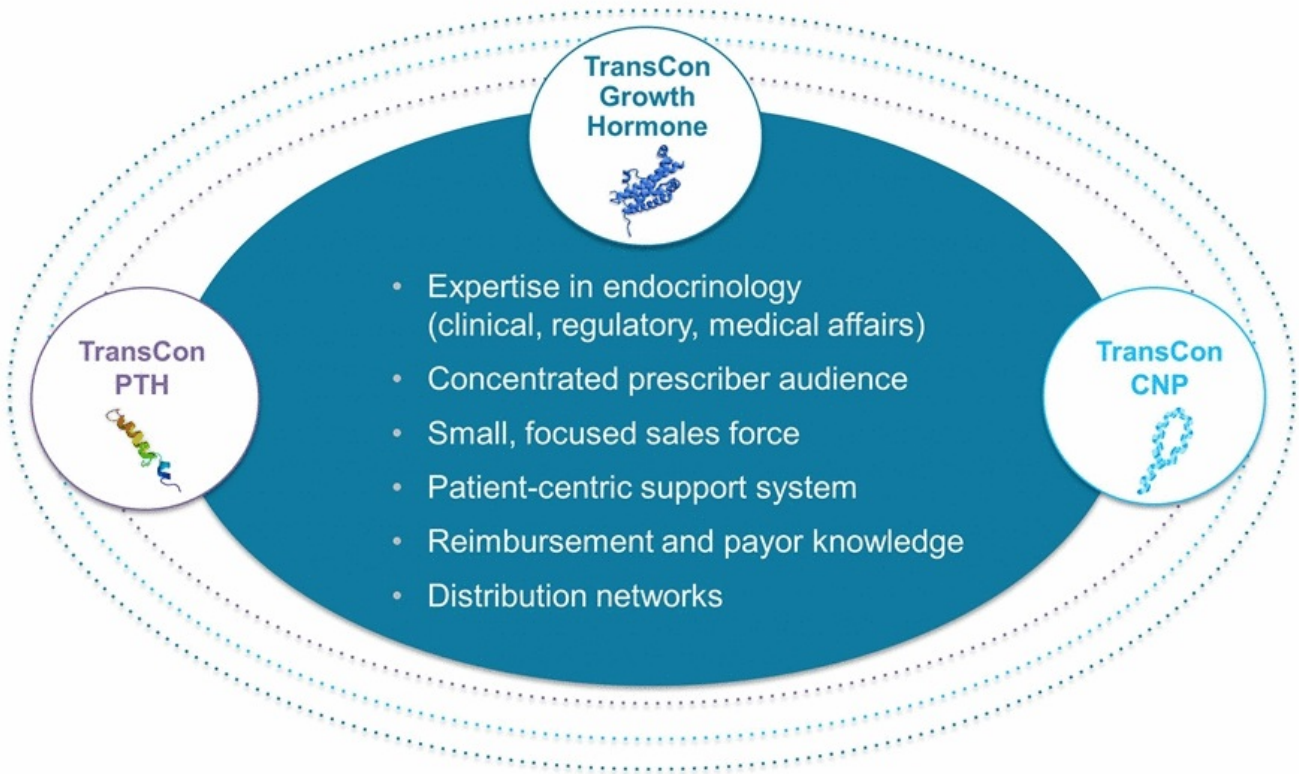 TransCon
Growth
Hormone
TransCon
PTH
TransCon
CNP
• Expertise in endocrinology
(clinical, regulatory, medical affairs)
• Concentrated prescriber audience
• Small, focused sales force
• Patient-centric support system
• Reimbursement and payor knowledge
• Distribution networks